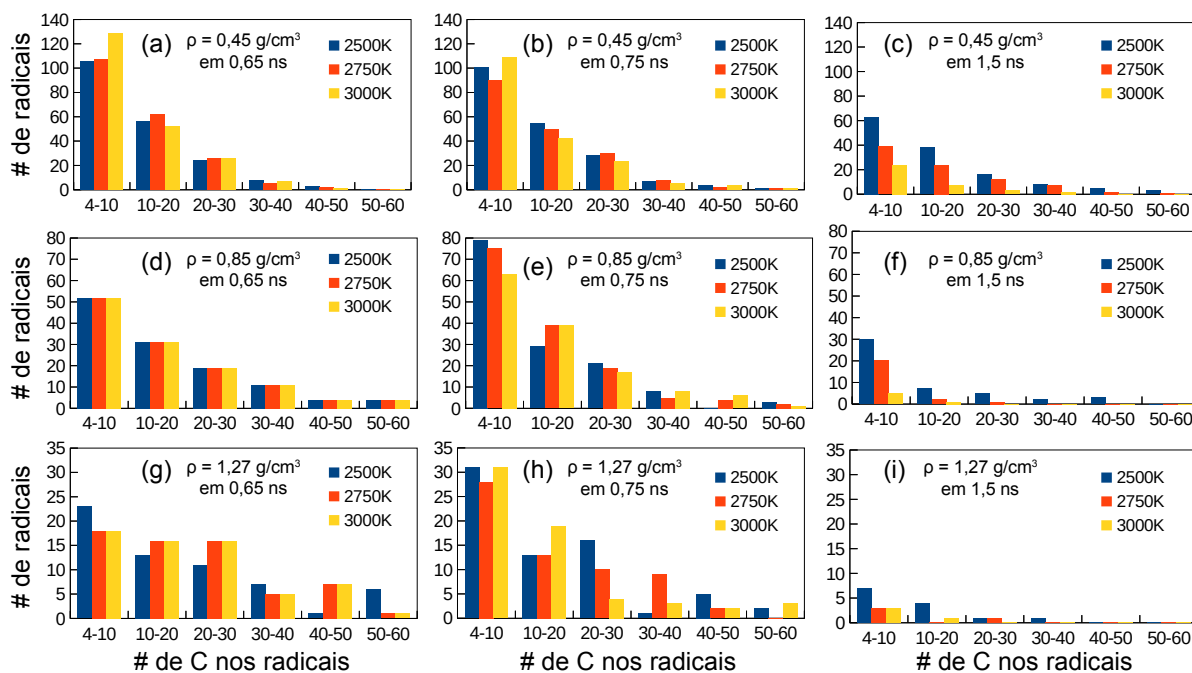 # de radicais
140
120
100
80
60
40
20
0
(a)
ρ = 0,45 g/cm³
em 0,65 ns
2500K
2750K
3000K
4-10 10-20 20-30 30-40 40-50 50-60
140
120
100
80
60
40
20
0
(b)
ρ = 0,45 g/cm³
em 0,75 ns
2500K
2750K
3000K
4-10 10-20 20-30 30-40 40-50 50-60
140
120
100
80
60
40
20
0
(c)
ρ = 0,45 g/cm³
em 1,5 ns
2500K
2750K
3000K
4-10 10-20 20-30 30-40 40-50 50-60
# de radicais
80
70
60
50
40
30
20
10
0
(d)
ρ = 0,85 g/cm³
em 0,65 ns
2500K
2750K
3000K
4-10 10-20 20-30 30-40 40-50 50-60
80
70
60
50
40
30
20
10
0
(e)
ρ = 0,85 g/cm³
em 0,75 ns
2500K
2750K
3000K
4-10 10-20 20-30 30-40 40-50 50-60
80
70
60
50
40
30
20
10
0
(f)
ρ = 0,85 g/cm³
em 1,5 ns
2500K
2750K
3000K
4-10 10-20 20-30 30-40 40-50 50-60
# de radicais
35
30
25
20
15
10
5
0
(g)
ρ = 1,27 g/cm³
em 0,65 ns
2500K
2750K
3000K
4-10 10-20 20-30 30-40 40-50 50-60
# de C nos radicais
35
30
25
20
15
10
5
0
(h)
ρ = 1,27 g/cm³
em 0,75 ns
2500K
2750K
3000K
4-10 10-20 20-30 30-40 40-50 50-60
# de C nos radicais
35
30
25
20
15
10
5
0
(i)
ρ = 1,27 g/cm³
em 1,5 ns
2500K
2750K
3000K
4-10 10-20 20-30 30-40 40-50 50-60
# de C nos radicais